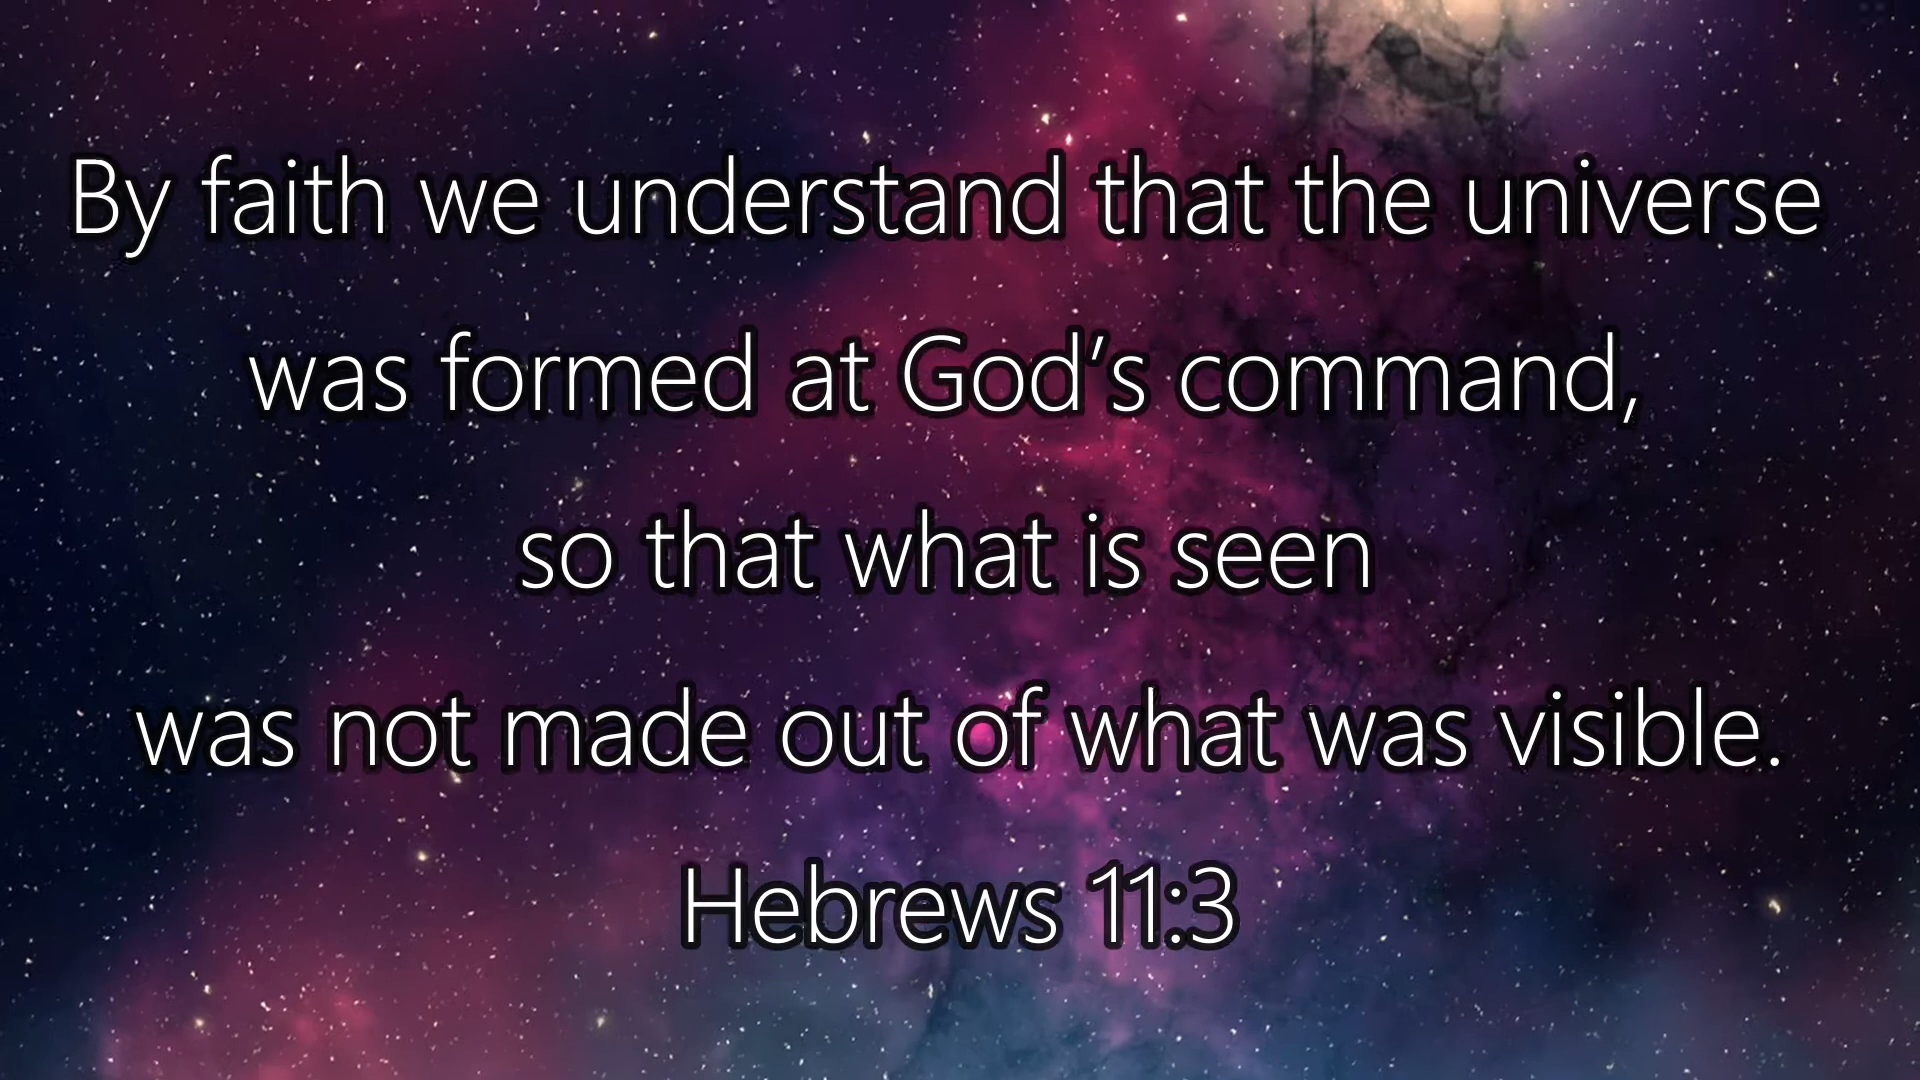 By faith we understand that the universe
was formed at God’s command,
so that what is seen
was not made out of what was visible.
Hebrews 11:3